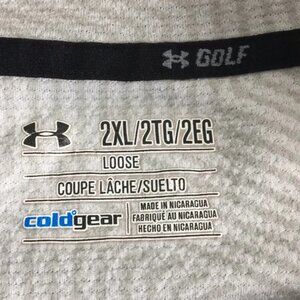 GOLF
2XL/2TG/2EG
LOOSE
COUPE LÂCHE/SUELTO
coldgear
MADE IN NICARAGUA
FABRIQUÉ AU NICARAGUA
HECHO EN NICARAGUA